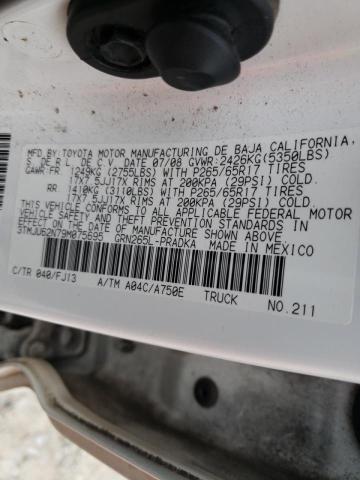 MFD.BY:TOYOTA MOTOR MANUFACTURING DE BAJA CALIFORNIA,
S. DE R.L. DE C.V. DATE 07/08 GVWR:2426KG(5350LBS)
GAWR:FR 1249KG (2755LBS) WITH P265/65R17 TIRES
17X7.5JJ17X RIMS AT 200KPA (29PSI) COLD.
RR 1410KG (3110LBS) WITH P265/65R17 TIRES
17X7.5JJ17X RIMS AT 200KPA (29PSI) COLD.
THIS VEHICLE CONFORMS TO ALL APPLICABLE FEDERAL MOTOR
VEHICLE SAFETY STANDARDS IN
EFFECT ON THE DATE OF MANUFACTURE SHOWN ABOVE.
3TMJU62N79M075695 GRN265L-PRADKA MADE IN MEXICO
C/TR 040/FJ13 A/TM A04C/A750E TRUCK NO.211